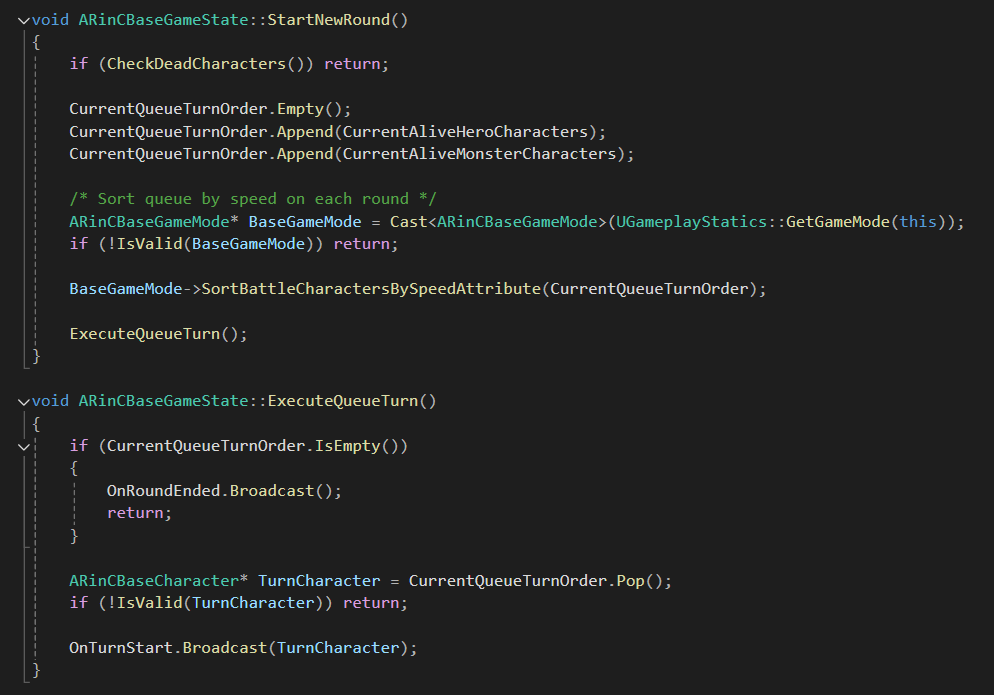 void ARinCBaseGameState::StartNewRound()
{
if (CheckDeadCharacters()) return;
CurrentQueueTurnOrder.Empty();
CurrentQueueTurnOrder.Append(CurrentAliveHeroCharacters);
CurrentQueueTurnOrder.Append(CurrentAliveMonsterCharacters);
/* Sort queue by speed on each round */
ARinCBaseGameMode* BaseGameMode = Cast<ARinCBaseGameMode>(UGameplayStatics::GetGameMode(this));
if (!IsValid(BaseGameMode)) return;
BaseGameMode->SortBattleCharactersBySpeedAttribute(CurrentQueueTurnOrder);
ExecuteQueueTurn();
}
void ARinCBaseGameState::ExecuteQueueTurn()
{
if (CurrentQueueTurnOrder.IsEmpty())
{
OnRoundEnded.Broadcast();
return;
}
ARinCBaseCharacter* TurnCharacter = CurrentQueueTurnOrder.Pop();
if (!IsValid(TurnCharacter)) return;
OnTurnStart.Broadcast(TurnCharacter);
}